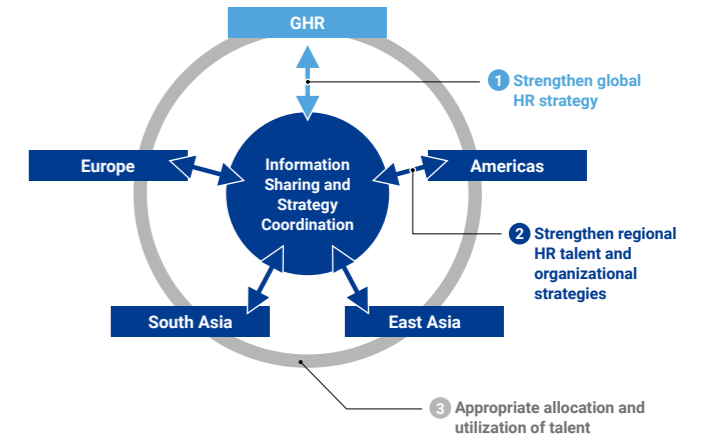 GHR
1 Strengthen global
HR strategy
Europe
Information
Sharing and
Strategy
Coordination
Americas
2 Strengthen regional
HR talent and
organizational
strategies
South Asia
East Asia
3 Appropriate allocation and
utilization of talent